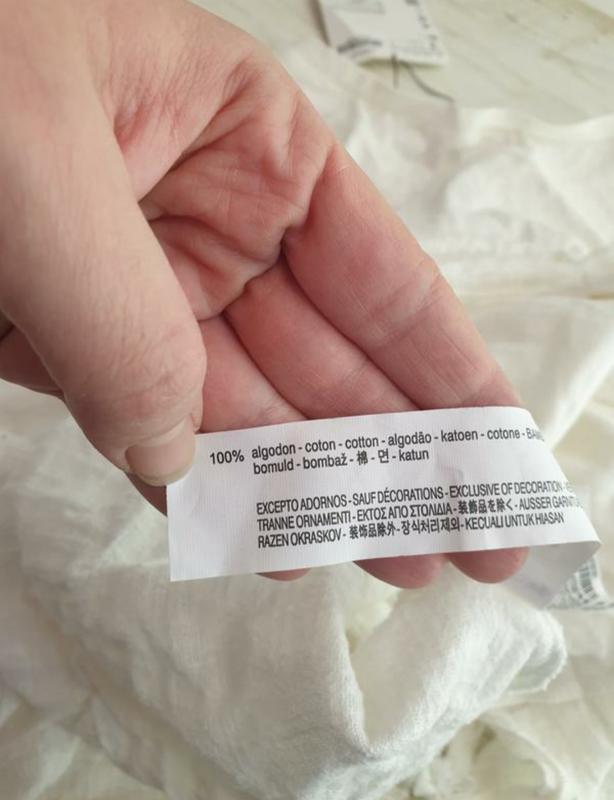 100% algodon - coton - cotton - algodão - katoen - cotone -
bomuld - bombaž - 棉 - 면 - katun
EXCEPTO ADORNOS - SAUF DÉCORATIONS - EXCLUSIVE OF DECORATION -
TRANNE ORNAMENTI - ΕΚΤΟΣ ΑΠΟ ΣΤΟΛΙΔΙΑ - 装飾品を除く - AUSSER
RAZEN OKRASKOV - 装饰品除外 - 장식처리제외 - KECUALI UNTUK HIASAN